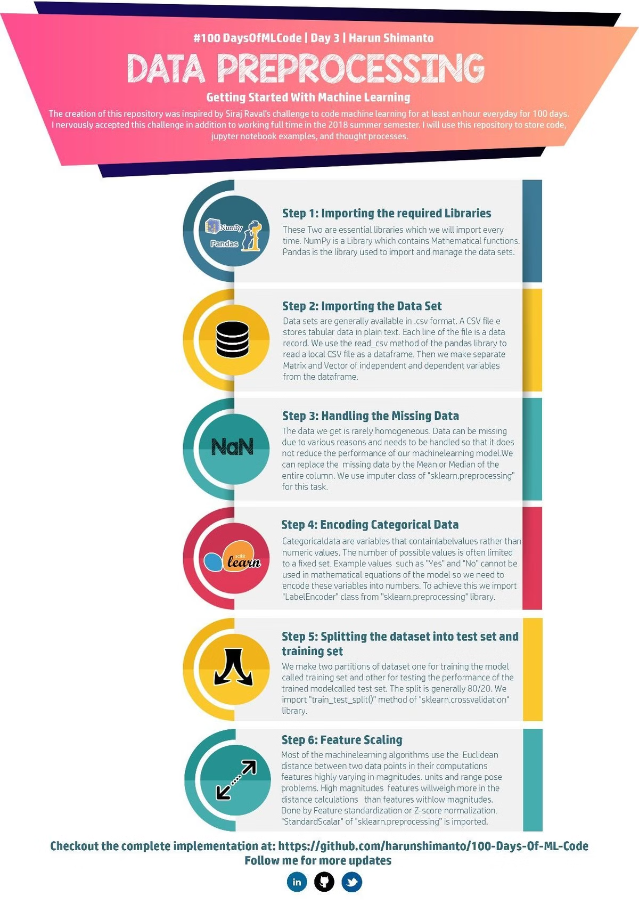 #100 DaysOfMLCode | Day 3 | Harun Shimanto
DATA PREPROCESSING
Getting Started With Machine Learning
The creation of this repository was inspired by Siraj Raval's challenge to code machine learning for at least an hour everyday for 100 days.
I nervously accepted this challenge in addition to working full time in the 2018 summer semester. I will use this repository to store code,
jupyter notebook examples, and thought processes.
NumPy
Pandas
Step 1: Importing the required Libraries
These Two are essential libraries which we will import every
time. NumPy is a Library which contains Mathematical functions.
Pandas is the library used to import and manage the data sets.
Step 2: Importing the Data Set
Data sets are generally available in .csv format. A CSV file e
stores tabular data in plain text. Each line of the file is a data
record. We use the read_csv method of the pandas library to
read a local CSV file as a dataframe. Then we make separate
Matrix and Vector of independent and dependent variables
from the dataframe.
NaN
Step 3: Handling the Missing Data
The data we get is rarely homogeneous. Data can be missing
due to various reasons and needs to be handled so that it does
not reduce the performance of our machinelearning model.We
can replace the missing data by the Mean or Median of the
entire column. We use imputer class of "sklearn.preprocessing"
for this task.
learn
Step 4: Encoding Categorical Data
Categoricaldata are variables that containlabelvalues rather than
numeric values. The number of possible values is often limited
to a fixed set. Example values such as "Yes" and "No" cannot be
used in mathematical equations of the model so we need to
encode these variables into numbers. To achieve this we import
"LabelEncoder" class from "sklearn.preprocessing" library.
Step 5: Splitting the dataset into test set and
training set
We make two partitions of dataset one for training the model
called training set and other for testing the performance of the
trained modelcalled test set. The split is generally 80/20. We
import "train_test_split()" method of "sklearn.crossvalidation"
library.
Step 6: Feature Scaling
Most of the machinelearning algorithms use the Euclidean
distance between two data points in their computations
features highly varying in magnitudes. units and range pose
problems. High magnitudes features willweigh more in the
distance calculations than features withlow magnitudes.
Done by Feature standardization or Z-score normalization.
"StandardScalar" of "sklearn.preprocessing" is imported.
Checkout the complete implementation at: https://github.com/harunshimanto/100-Days-Of-ML-Code
Follow me for more updates
in